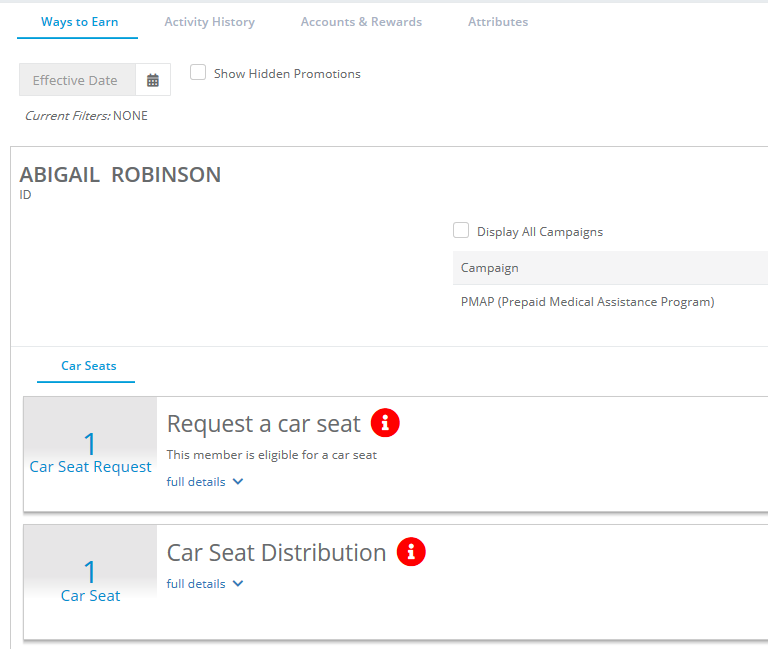 Ways to Earn Activity History Accounts & Rewards Attributes
Effective Date Show Hidden Promotions
Current Filters: NONE
ABIGAIL ROBINSON
ID
Display All Campaigns
Campaign
PMAP (Prepaid Medical Assistance Program)
Car Seats
1
Car Seat Request
Request a car seat
This member is eligible for a car seat
full details
1
Car Seat
Car Seat Distribution
full details